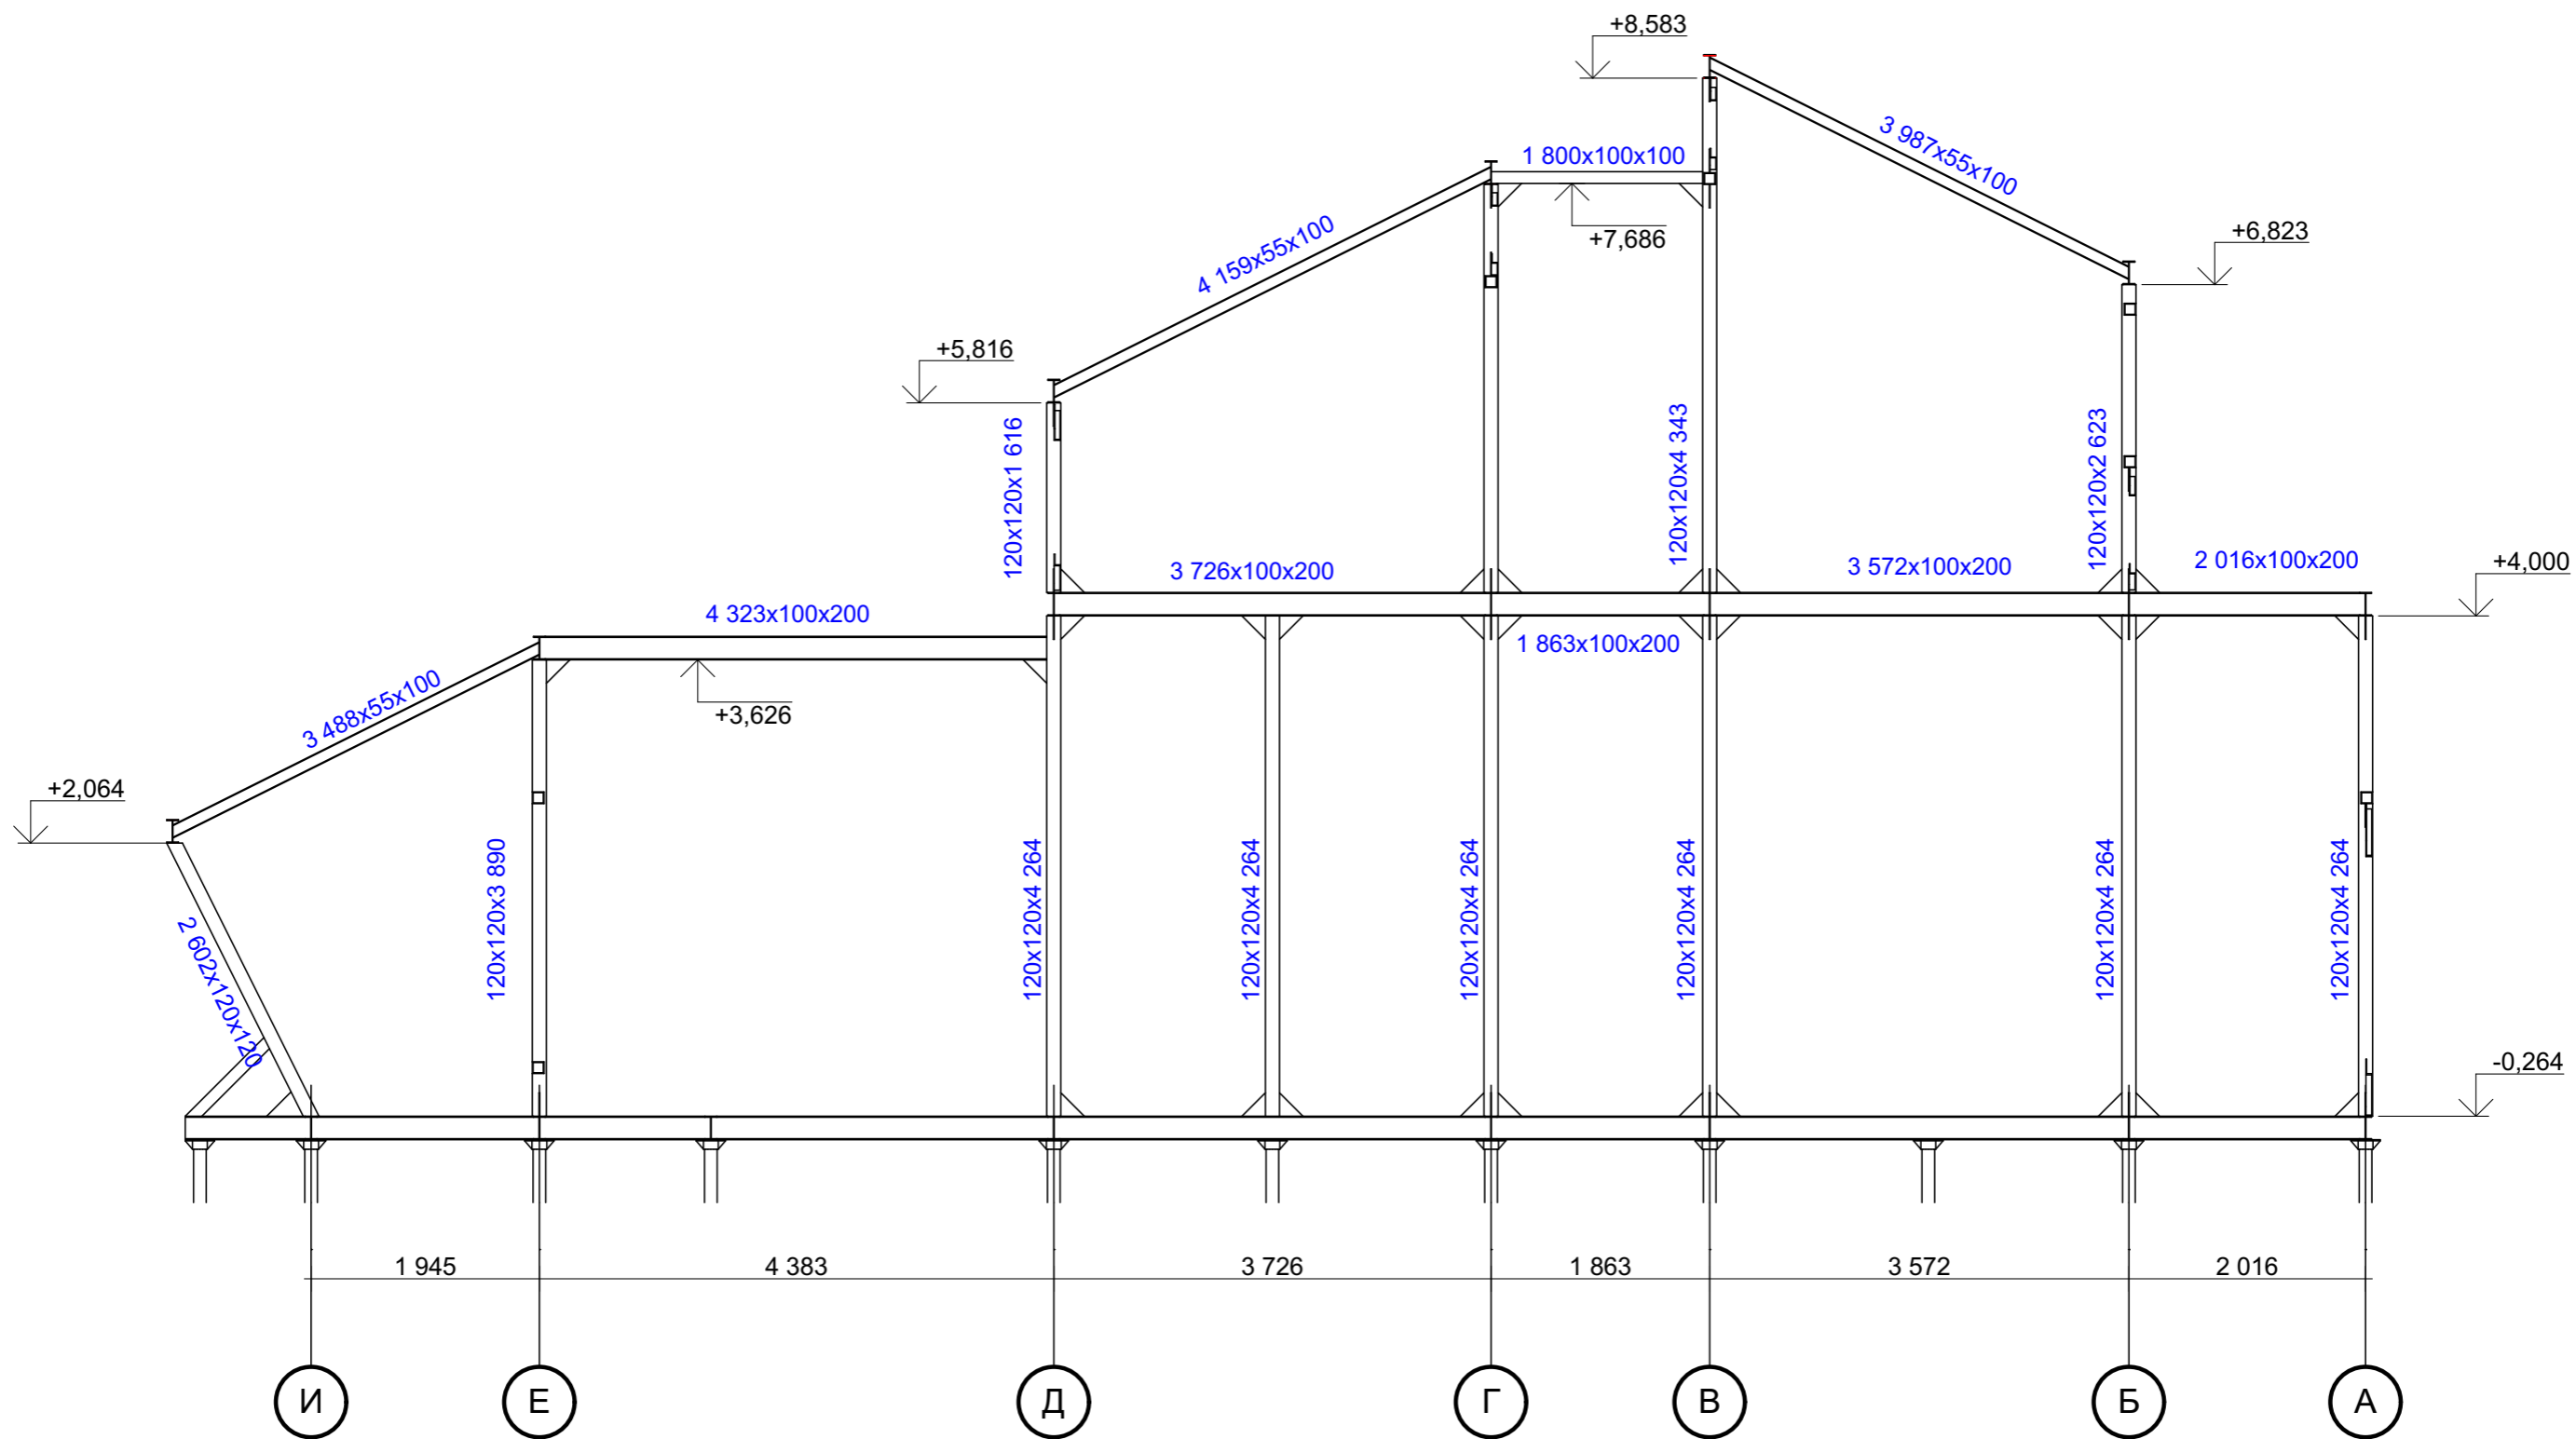 +8,583
3 987x55x100
1 800x100x100
+7,686
4 159x55x100
+6,823
+5,816
120x120x1 616
120x120x4 343
120x120x2 623
3 726x100x200
3 572x100x200
2 016x100x200
+4,000
4 323x100x200
1 863x100x200
+3,626
3 488x55x100
+2,064
2 602x120x120
120x120x3 890
120x120x4 264
120x120x4 264
120x120x4 264
120x120x4 264
120x120x4 264
120x120x4 264
-0,264
1 945
4 383
3 726
1 863
3 572
2 016
И
Е
Д
Г
В
Б
А